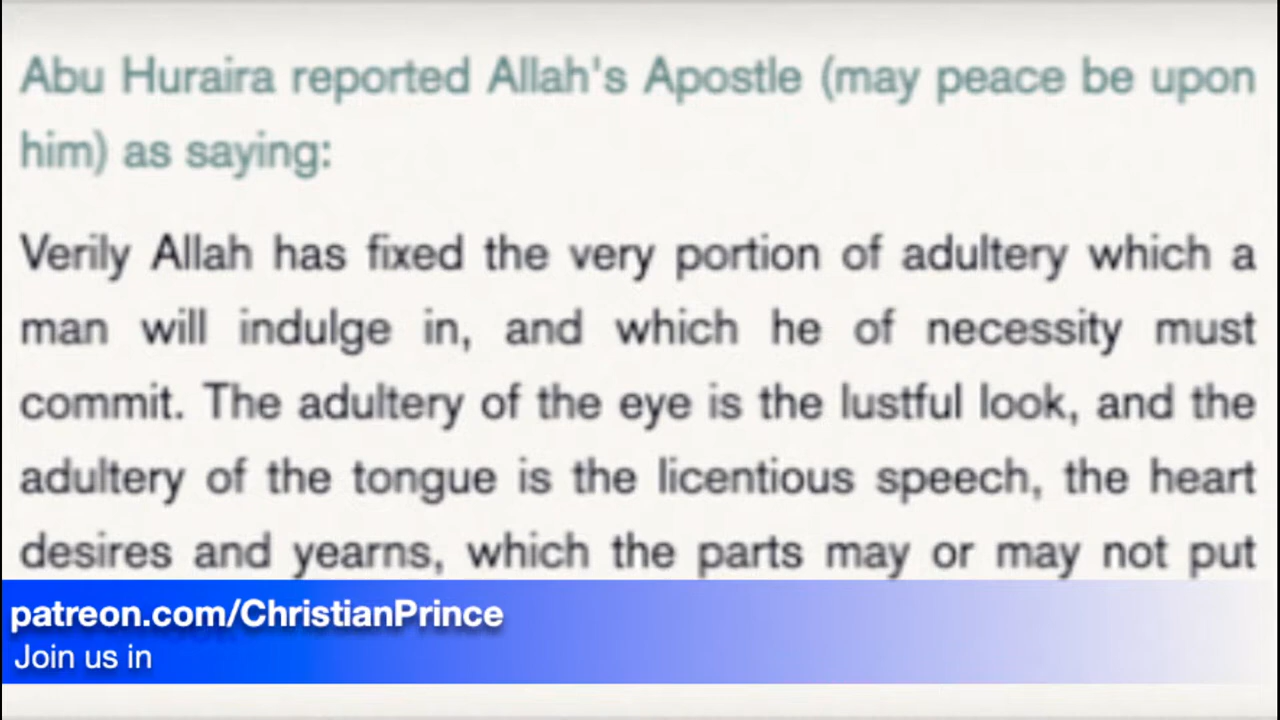 Abu Huraira reported Allah's Apostle (may peace be upon
him) as saying:
Verily Allah has fixed the very portion of adultery which a
man will indulge in, and which he of necessity must
commit. The adultery of the eye is the lustful look, and the
adultery of the tongue is the licentious speech, the heart
desires and yearns, which the parts may or may not put
patreon.com/ChristianPrince
Join us in